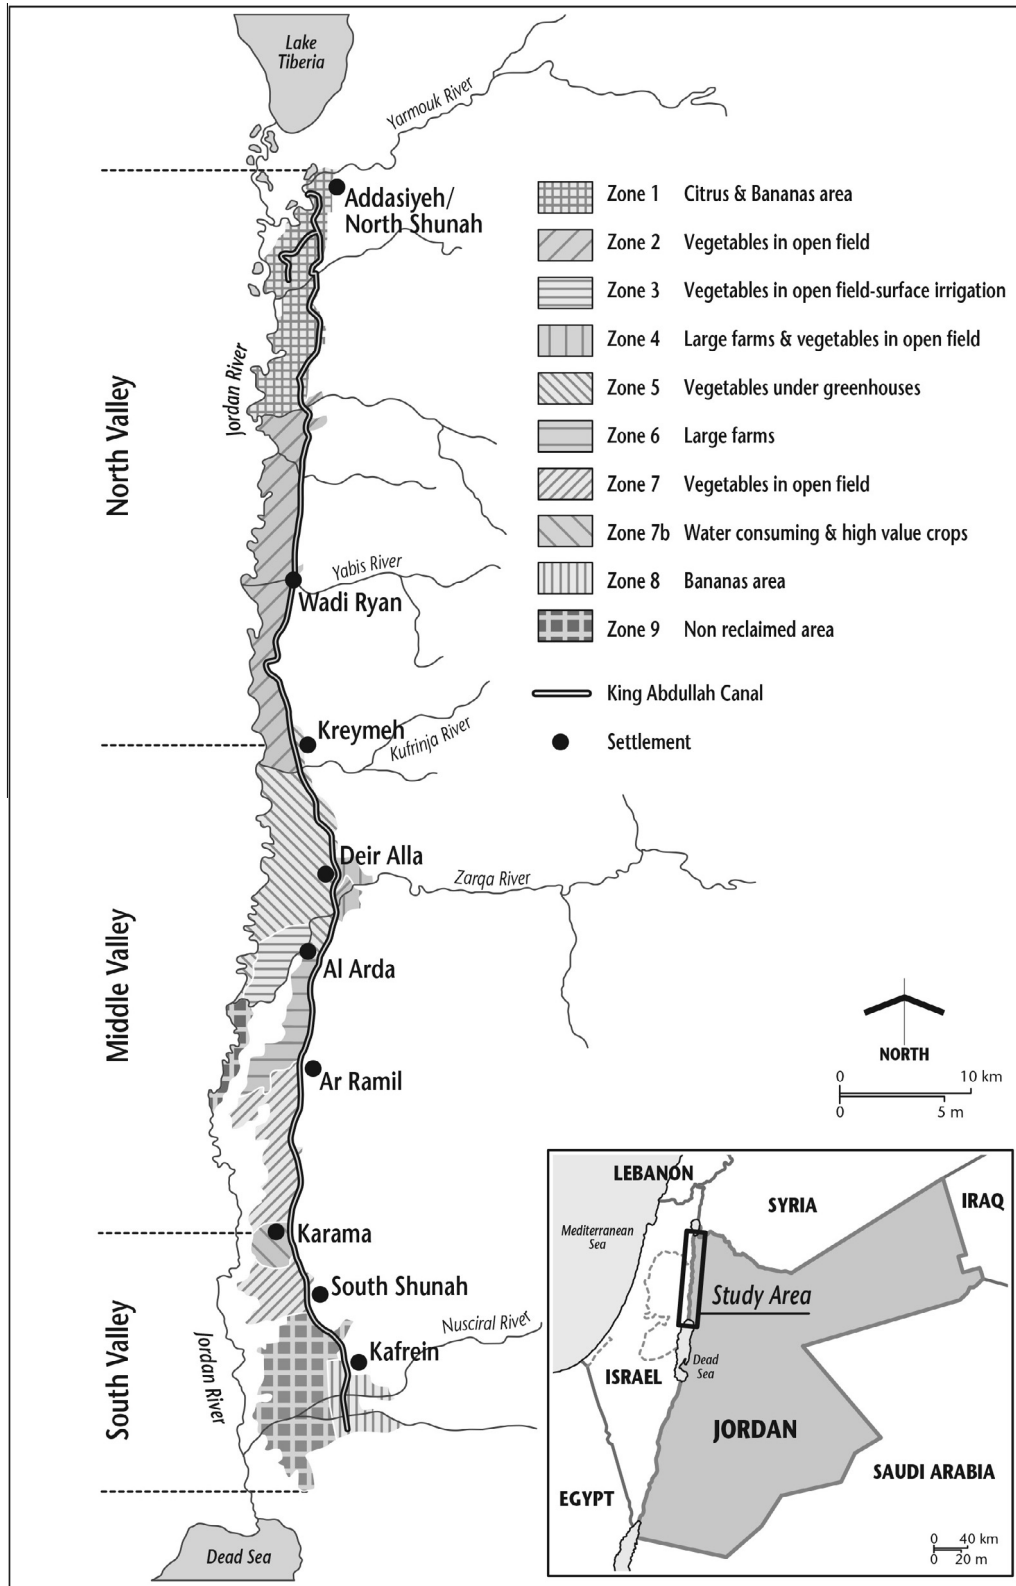 Lake
Tiberia
Yarmouk River
Addasiyeh/
North Shunah
Jordan River
North Valley
Yabis River
Wadi Ryan
Kreymeh
Kufrinja River
Deir Alla
Zarqa River
Middle Valley
Al Arda
Ar Ramil
Karama
South Shunah
South Valley
Jordan River
Nusciral River
Kafrein
Dead Sea
Zone 1 Citrus & Bananas area
Zone 2 Vegetables in open field
Zone 3 Vegetables in open field-surface irrigation
Zone 4 Large farms & vegetables in open field
Zone 5 Vegetables under greenhouses
Zone 6 Large farms
Zone 7 Vegetables in open field
Zone 7b Water consuming & high value crops
Zone 8 Bananas area
Zone 9 Non reclaimed area
King Abdullah Canal
Settlement
NORTH
0 10 km
0 5 m
LEBANON
SYRIA
IRAQ
Mediterranean
Sea
Study Area
ISRAEL
Dead
Sea
JORDAN
SAUDI ARABIA
EGYPT
0 40 km
0 20 m